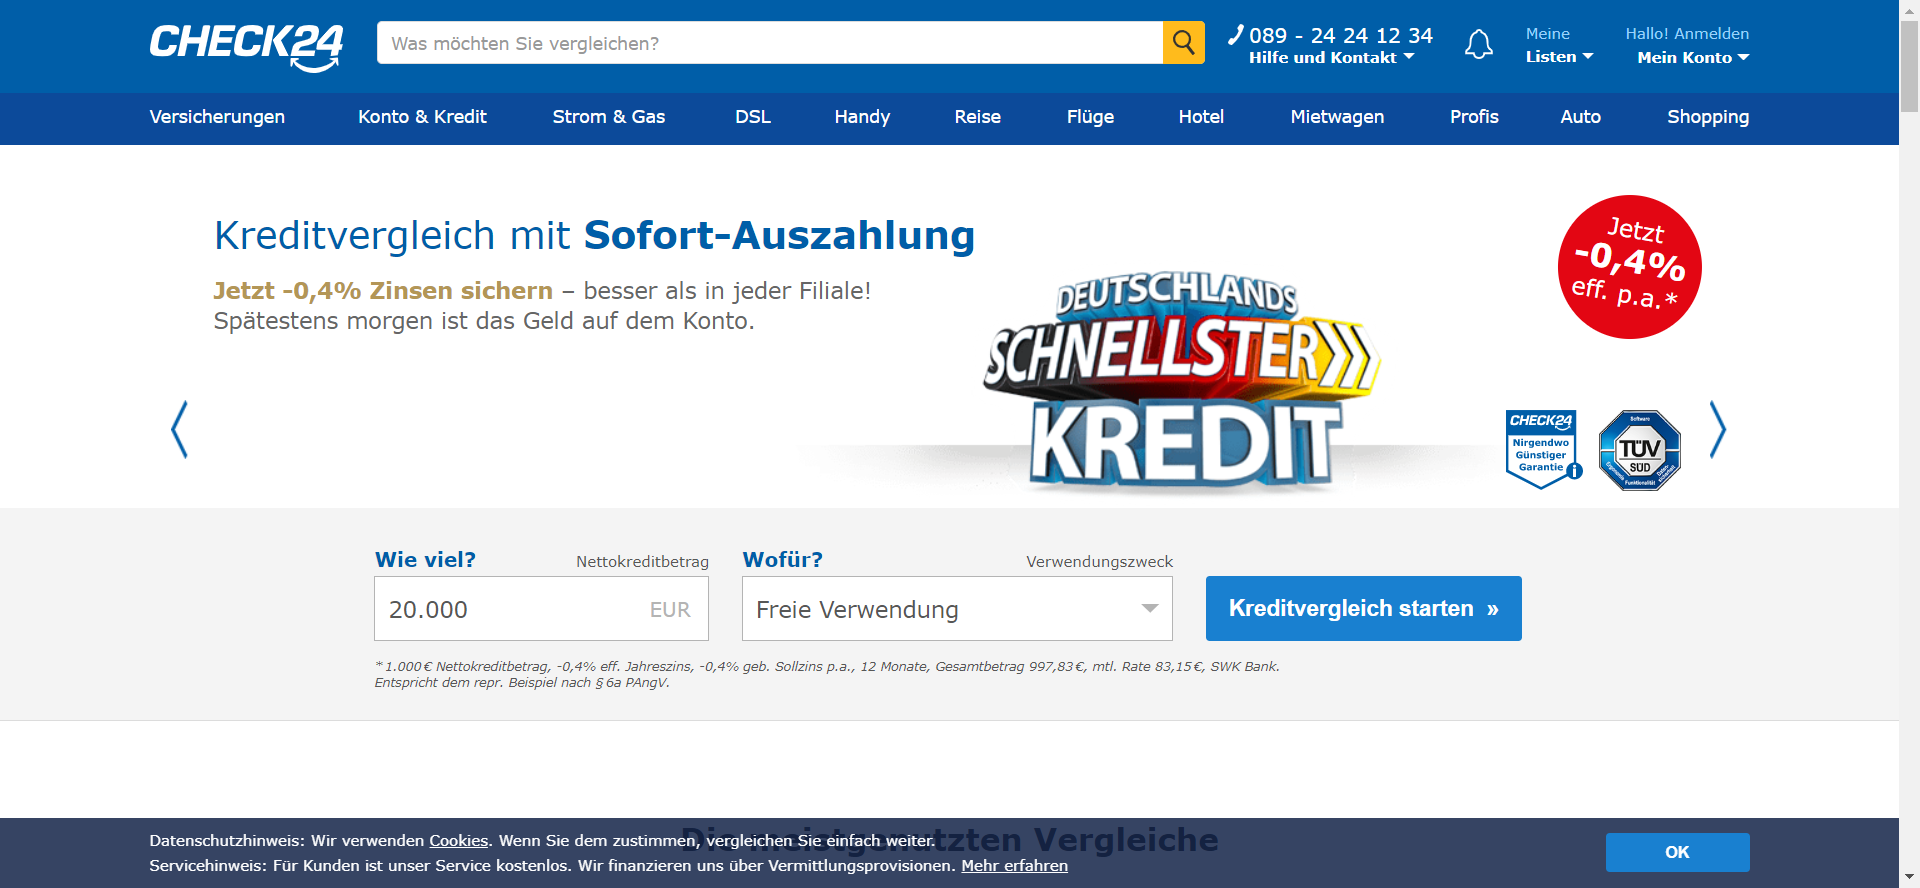 CHECK24
Was möchten Sie vergleichen?
089 - 24 24 12 34
Hilfe und Kontakt
Meine
Listen
Hallo! Anmelden
Mein Konto
Versicherungen
Konto & Kredit
Strom & Gas
DSL
Handy
Reise
Flüge
Hotel
Mietwagen
Profis
Auto
Shopping
Kreditvergleich mit Sofort-Auszahlung
Jetzt -0,4% Zinsen sichern – besser als in jeder Filiale!
Spätestens morgen ist das Geld auf dem Konto.
DEUTSCHLANDS
SCHNELLSTER
KREDIT
Jetzt
-0,4%
eff. p.a.*
CHECK24
Nirgendwo
Günstiger
Garantie
i
Software
TÜV
SÜD
Funktionalität
Wie viel?
Nettokreditbetrag
20.000
EUR
Wofür?
Verwendungszweck
Freie Verwendung
Kreditvergleich starten »
* 1.000 € Nettokreditbetrag, -0,4% eff. Jahreszins, -0,4% geb. Sollzins p.a., 12 Monate, Gesamtbetrag 997,83 €, mtl. Rate 83,15 €, SWK Bank.
Entspricht dem repr. Beispiel nach § 6a PAngV.
Die meistgenutzten Vergleiche
Datenschutzhinweis: Wir verwenden Cookies. Wenn Sie dem zustimmen, vergleichen Sie einfach weiter.
Servicehinweis: Für Kunden ist unser Service kostenlos. Wir finanzieren uns über Vermittlungsprovisionen. Mehr erfahren
OK